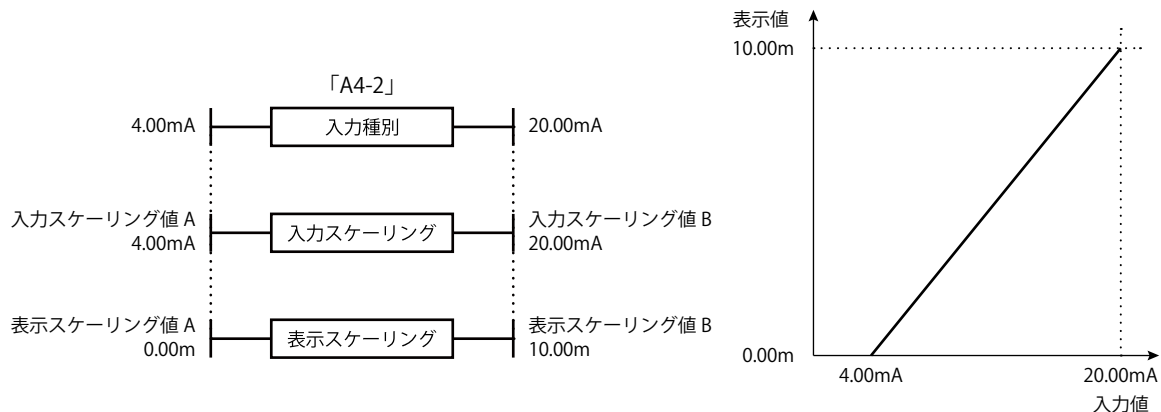 「A4-2」
4.00mA
入力種別
20.00mA
入力スケーリング値 A
4.00mA
入力スケーリング
入力スケーリング値 B
20.00mA
表示スケーリング値 A
0.00m
表示スケーリング
表示スケーリング値 B
10.00m
表示値
10.00m
0.00m
4.00mA
20.00mA
入力値